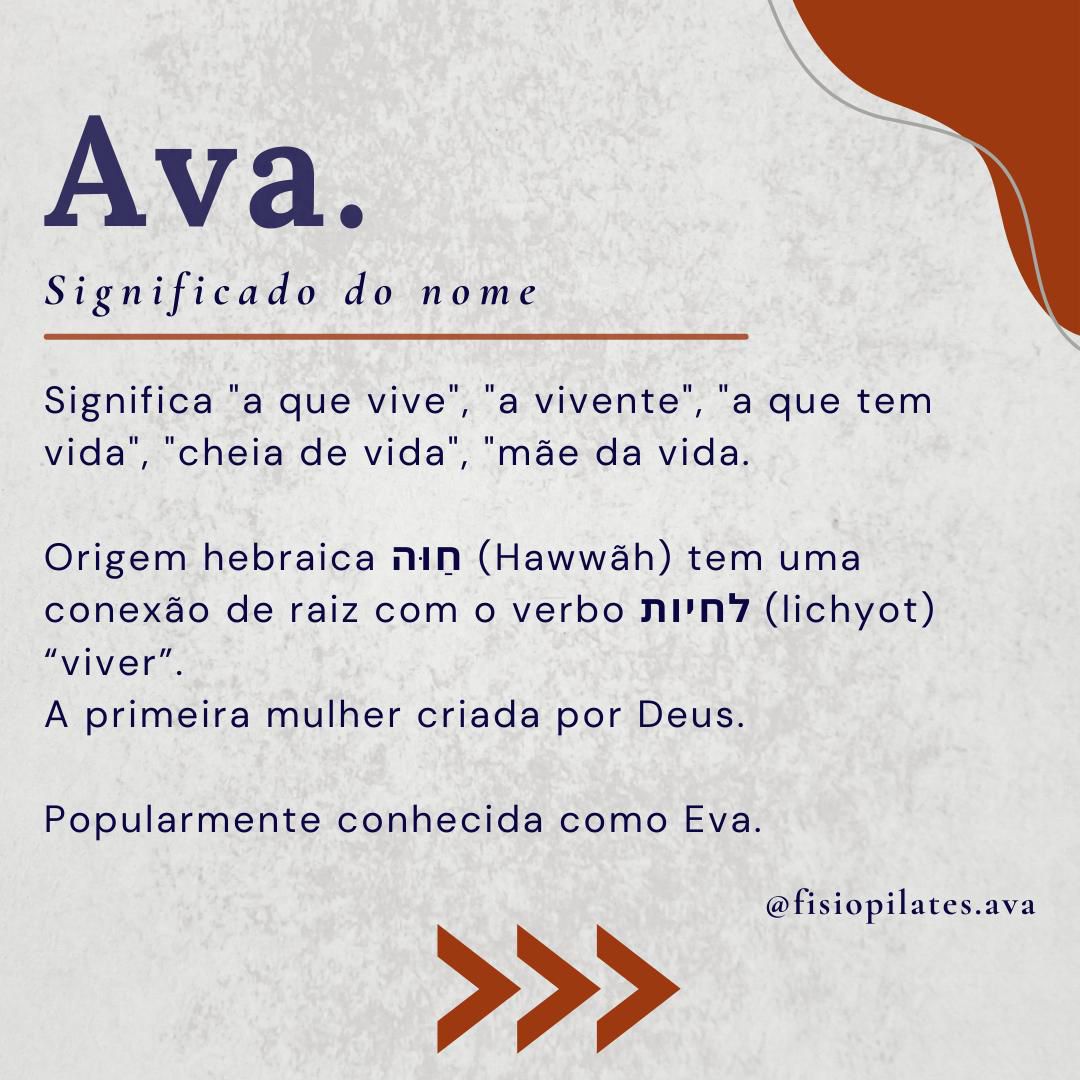 Ava.
Significado do nome
Significa "a que vive", "a vivente", "a que tem
vida", "cheia de vida", "mãe da vida.
Origem hebraica חַוּה (Hawwãh) tem uma
conexão de raiz com o verbo לחיות (lichyot)
“viver”.
A primeira mulher criada por Deus.
Popularmente conhecida como Eva.
@fisiopilates.ava